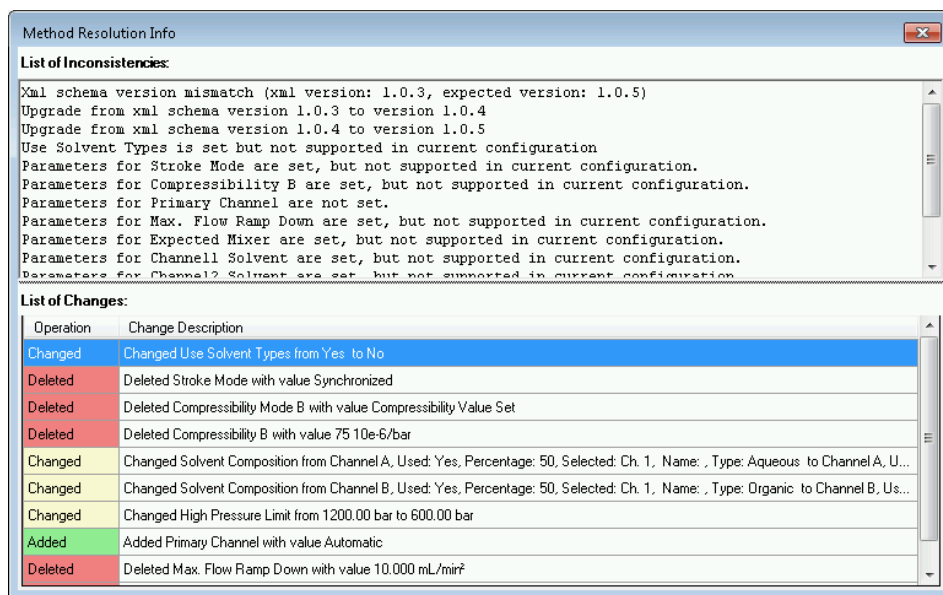 Method Resolution Info
List of Inconsistencies:
Xml schema version mismatch (xml version: 1.0.3, expected version: 1.0.5)
Upgrade from xml schema version 1.0.3 to version 1.0.4
Upgrade from xml schema version 1.0.4 to version 1.0.5
Use Solvent Types is set but not supported in current configuration
Parameters for Stroke Mode are set, but not supported in current configuration.
Parameters for Compressibility B are set, but not supported in current configuration.
Parameters for Primary Channel are not set.
Parameters for Max. Flow Ramp Down are set, but not supported in current configuration.
Parameters for Expected Mixer are set, but not supported in current configuration.
Parameters for Channel1 Solvent are set, but not supported in current configuration.
Parameters for Channel2 Solvent are set, but not supported in current configuration
List of Changes:
Operation Change Description
Changed Changed Use Solvent Types from Yes to No
Deleted Deleted Stroke Mode with value Synchronized
Deleted Deleted Compressibility Mode B with value Compressibility Value Set
Deleted Deleted Compressibility B with value 75 10e-6/bar
Changed Changed Solvent Composition from Channel A, Used: Yes, Percentage: 50, Selected: Ch. 1, Name: , Type: Aqueous to Channel A, U...
Changed Changed Solvent Composition from Channel B, Used: Yes, Percentage: 50, Selected: Ch. 1, Name: , Type: Organic to Channel B, Us...
Changed Changed High Pressure Limit from 1200.00 bar to 600.00 bar
Added Added Primary Channel with value Automatic
Deleted Deleted Max. Flow Ramp Down with value 10.000 mL/min²